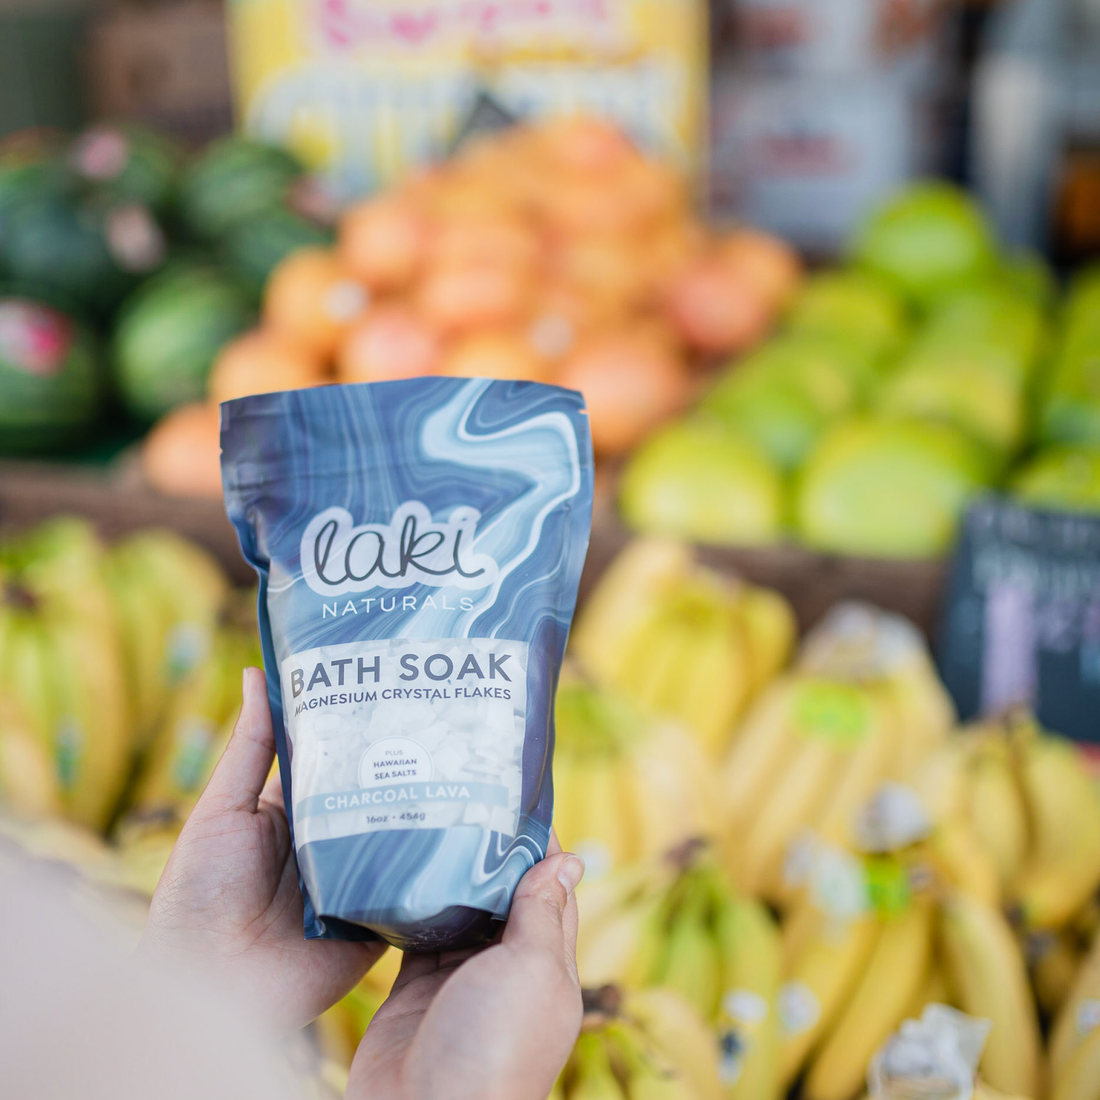 laki
NATURALS
BATH SOAK
MAGNESIUM CRYSTAL FLAKES
PLUS
HAWAIIAN
SEA SALTS
CHARCOAL LAVA
16oz • 454g